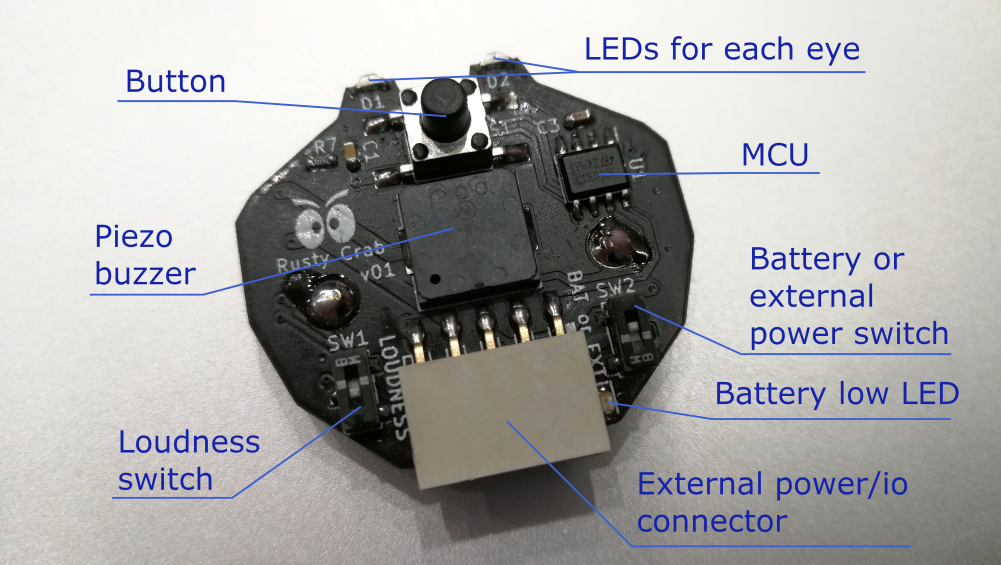 LEDs for each eye
Button
D1
D2
S1
C3
R7
C1
MCU
U1
Piezo
buzzer
Rusty Crab
v01
Battery or
external
power switch
BAT or EXT
SW2
SW1
LOUDNESS
Battery low LED
Loudness
switch
External power/io
connector